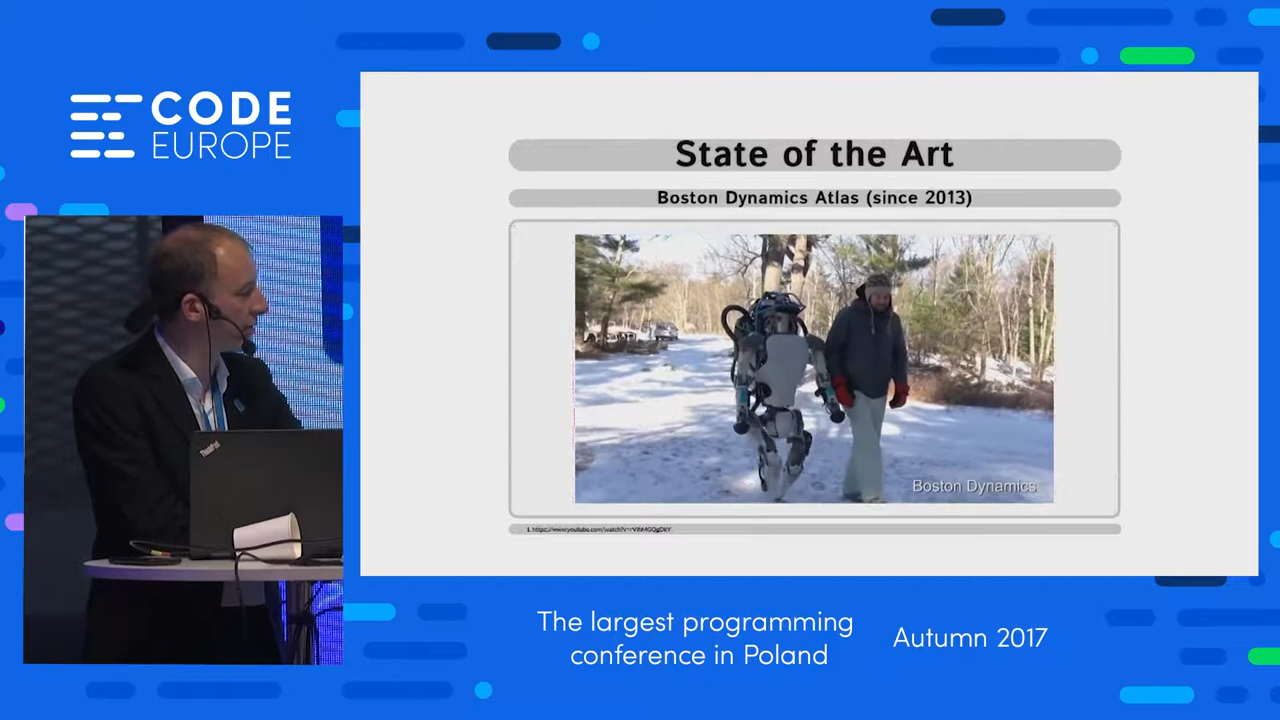 CODE
EUROPE
State of the Art
Boston Dynamics Atlas (since 2013)
Boston Dynamics
ThinkPad
The largest programming
conference in Poland
Autumn 2017